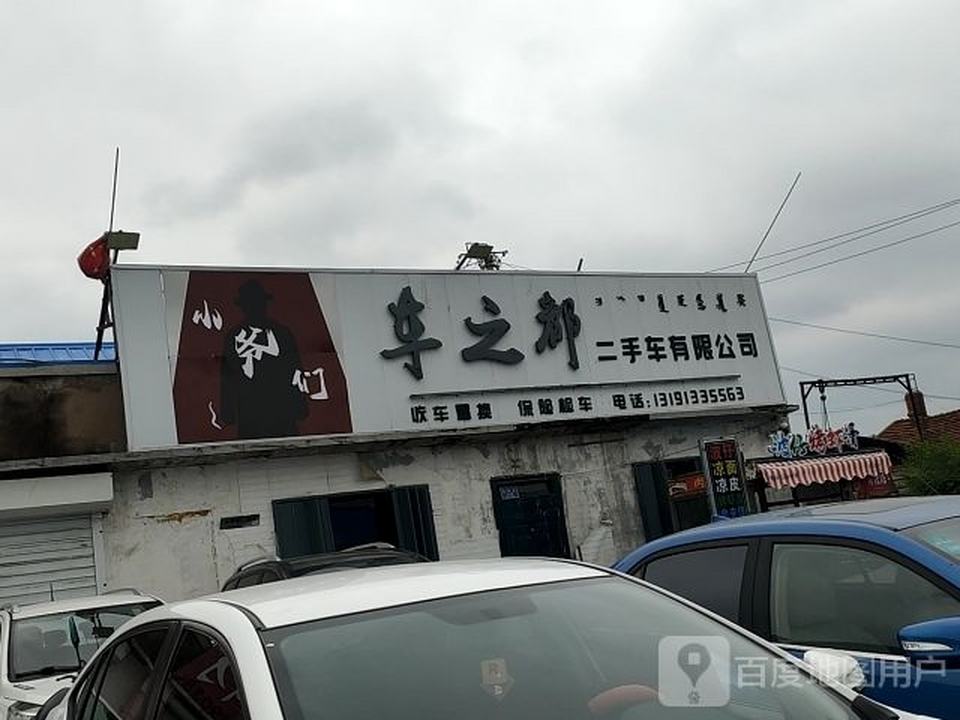 小爷们
车之都
二手车有限公司
收车置换 保险检车 电话:13191335563
凉面
凉皮
百度地图用户